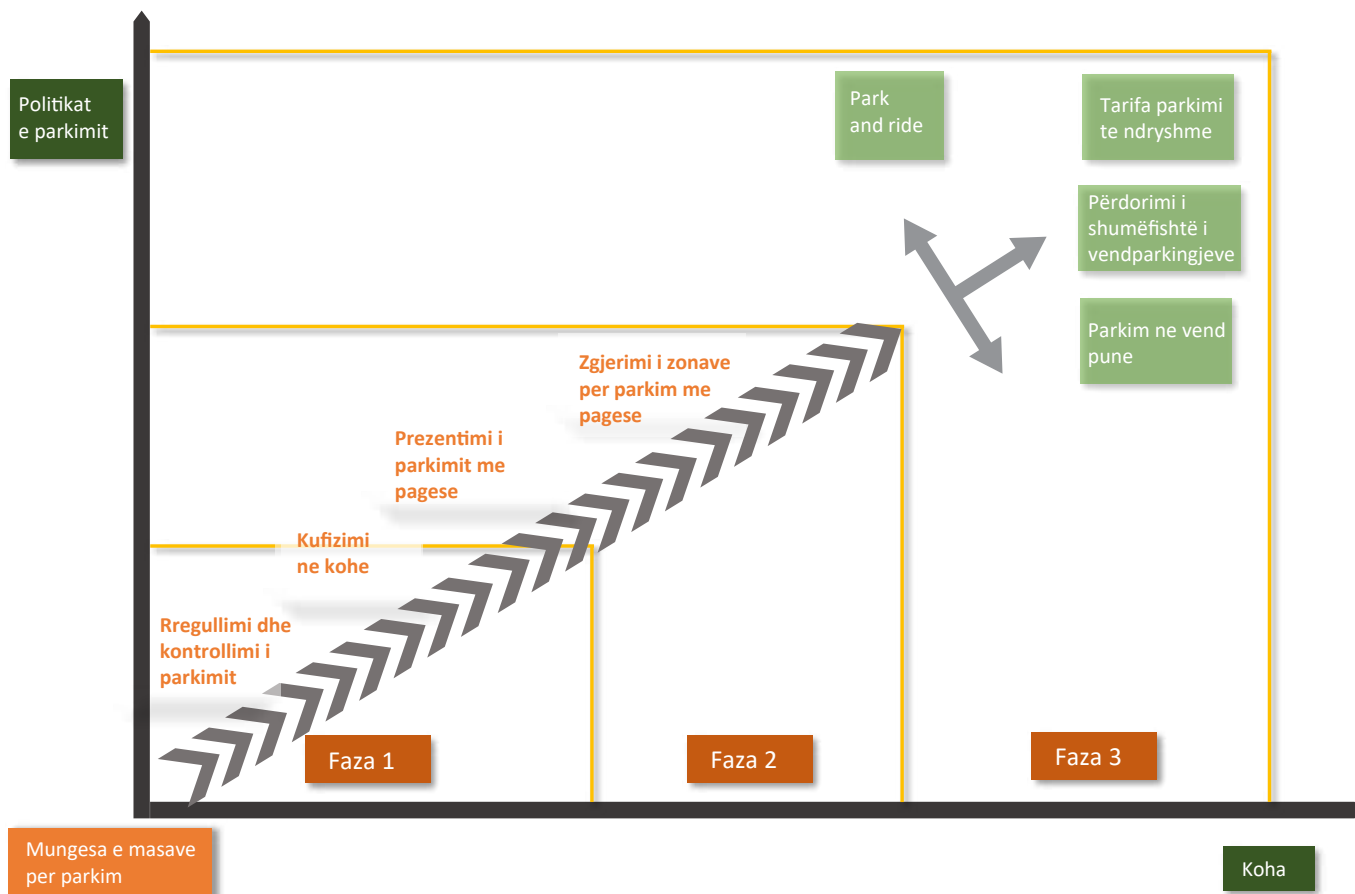 Politikat
e parkimit
Park
and ride
Tarifa parkimi
te ndryshme
Përdorimi i
shumëfishtë i
vendparkingjeve
Parkim ne vend
pune
Zgjerimi i zonave
per parkim me
pagese
Prezentimi i
parkimit me
pagese
Kufizimi
ne kohe
Rregullimi dhe
kontrollimi i
parkimit
Faza 1
Faza 2
Faza 3
Mungesa e masave
per parkim
Koha